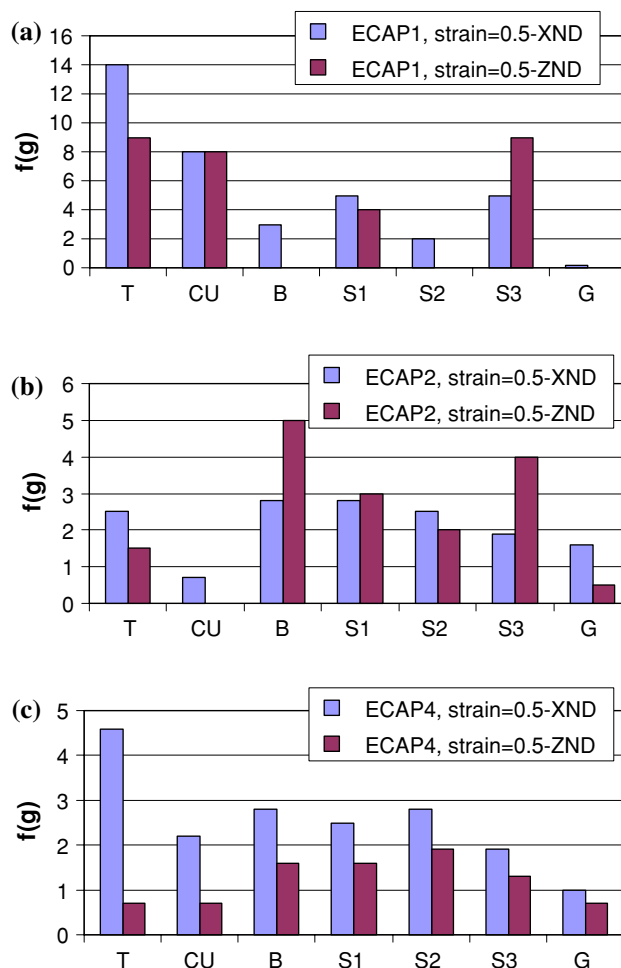 (a)
ECAP1, strain=0.5-XND
ECAP1, strain=0.5-ZND
f(g)
16
14
12
10
8
6
4
2
0
T CU B S1 S2 S3 G
(b)
ECAP2, strain=0.5-XND
ECAP2, strain=0.5-ZND
f(g)
6
5
4
3
2
1
0
T CU B S1 S2 S3 G
(c)
ECAP4, strain=0.5-XND
ECAP4, strain=0.5-ZND
f(g)
5
4
3
2
1
0
T CU B S1 S2 S3 G